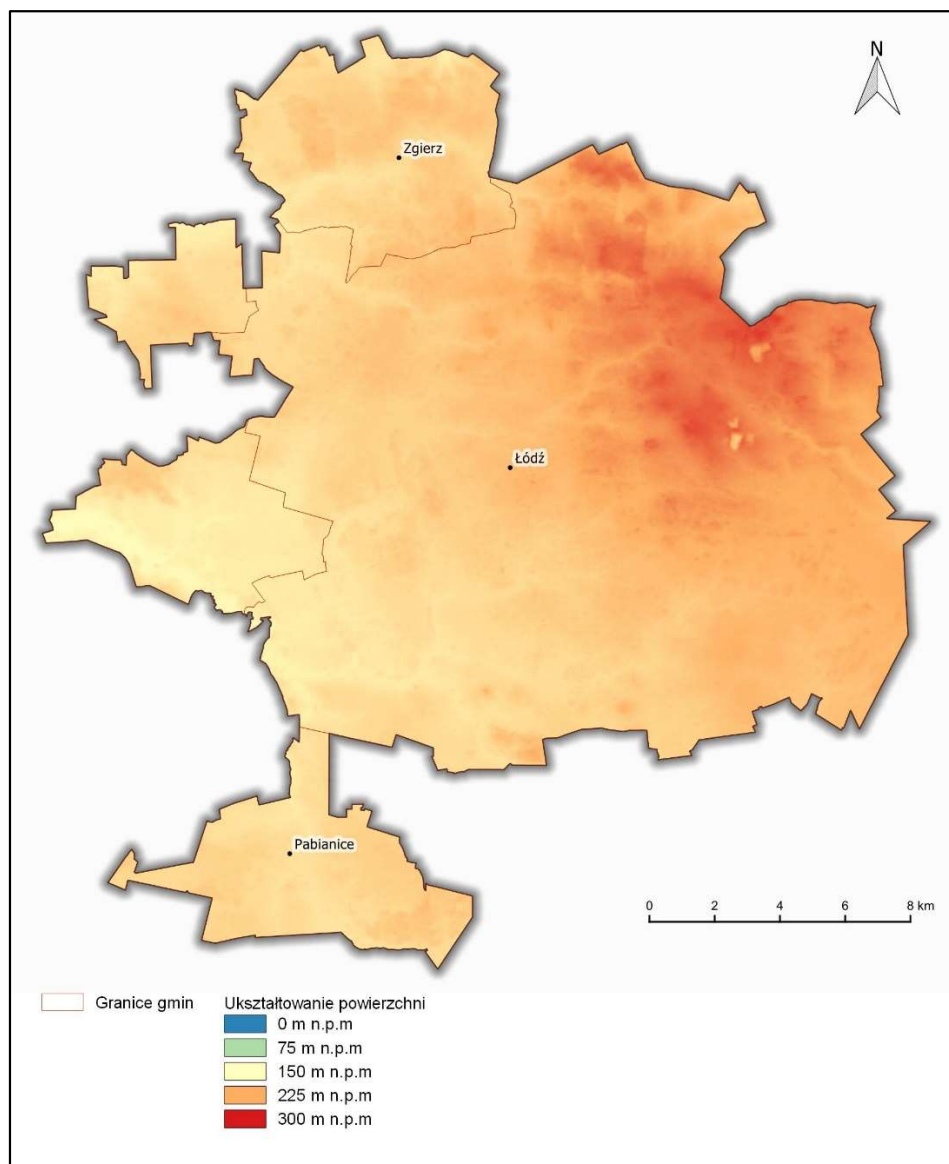 N
Zgierz
Łódź
Pabianice
0 2 4 6 8 km
Granice gmin
Ukształtowanie powierzchni
0 m n.p.m
75 m n.p.m
150 m n.p.m
225 m n.p.m
300 m n.p.m